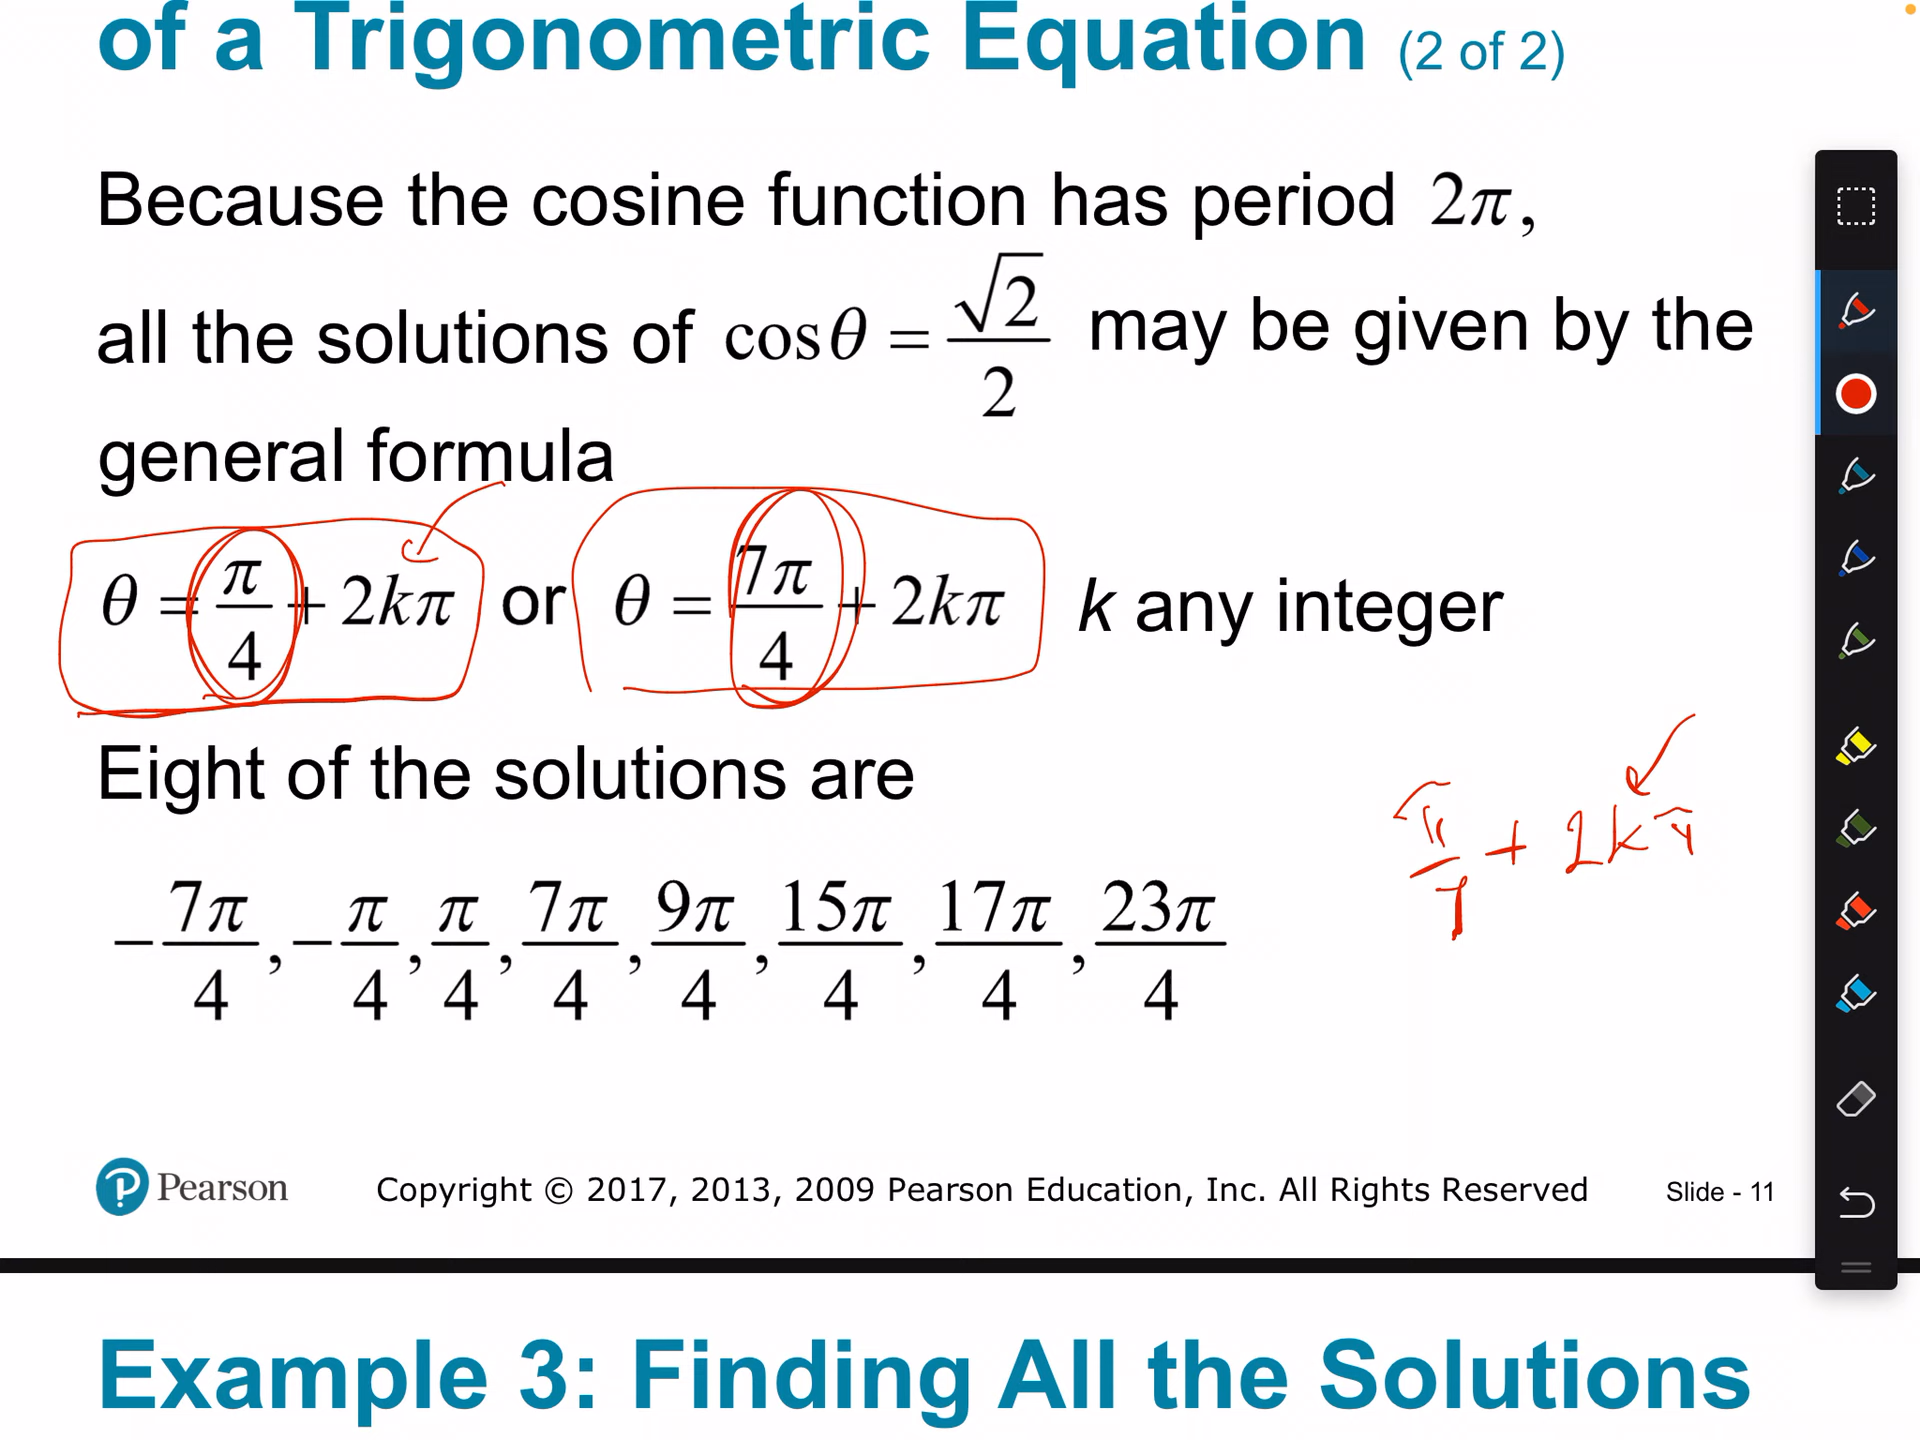 of a Trigonometric Equation (2 of 2)
Because the cosine function has period 2π,
all the solutions of cosθ = √2/2 may be given by the
general formula
θ = π/4 + 2kπ or θ = 7π/4 + 2kπ k any integer
Eight of the solutions are
π/7 + 2kπ
−7π/4, −π/4, π/4, 7π/4, 9π/4, 15π/4, 17π/4, 23π/4
Pearson Copyright © 2017, 2013, 2009 Pearson Education, Inc. All Rights Reserved Slide - 11
Example 3: Finding All the Solutions